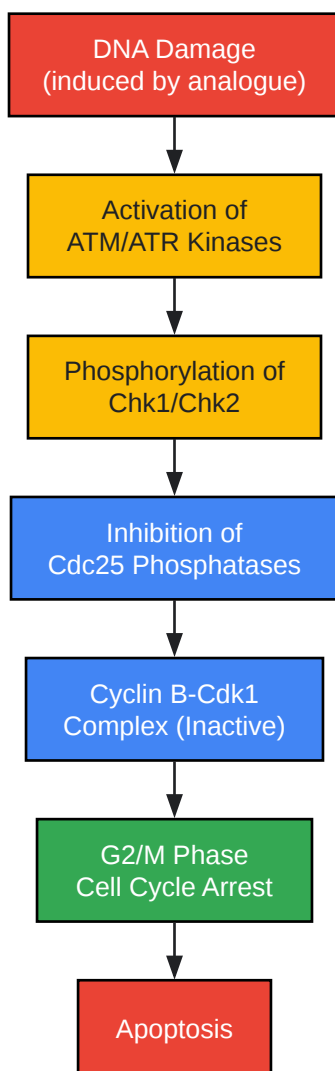 DNA Damage
(induced by analogue)
Activation of
ATM/ATR Kinases
Phosphorylation of
Chk1/Chk2
Inhibition of
Cdc25 Phosphatases
Cyclin B-Cdk1
Complex (Inactive)
G2/M Phase
Cell Cycle Arrest
Apoptosis